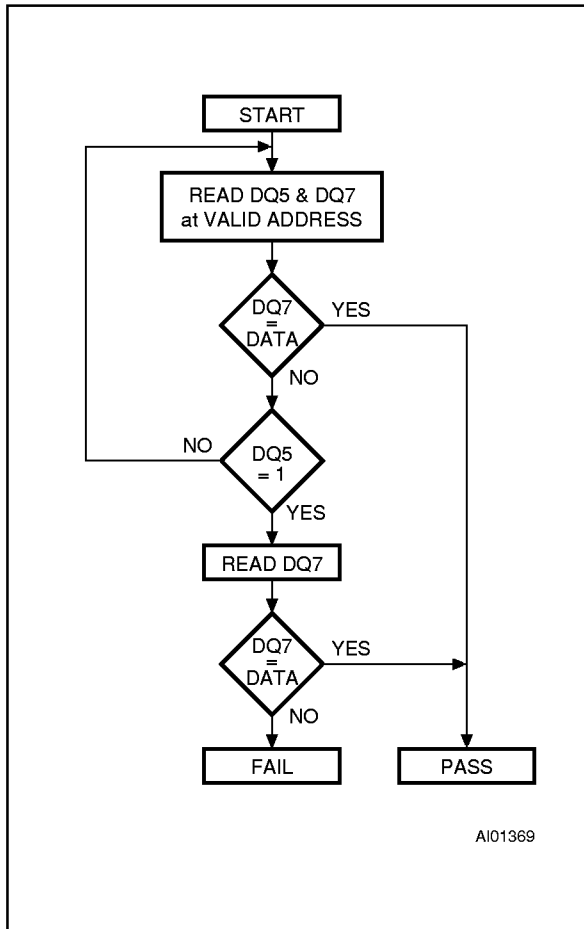 START
READ DQ5 & DQ7
at VALID ADDRESS
DQ7
=
DATA
YES
NO
NO
DQ5
= 1
YES
READ DQ7
DQ7
=
DATA
YES
NO
FAIL
PASS
AI01369